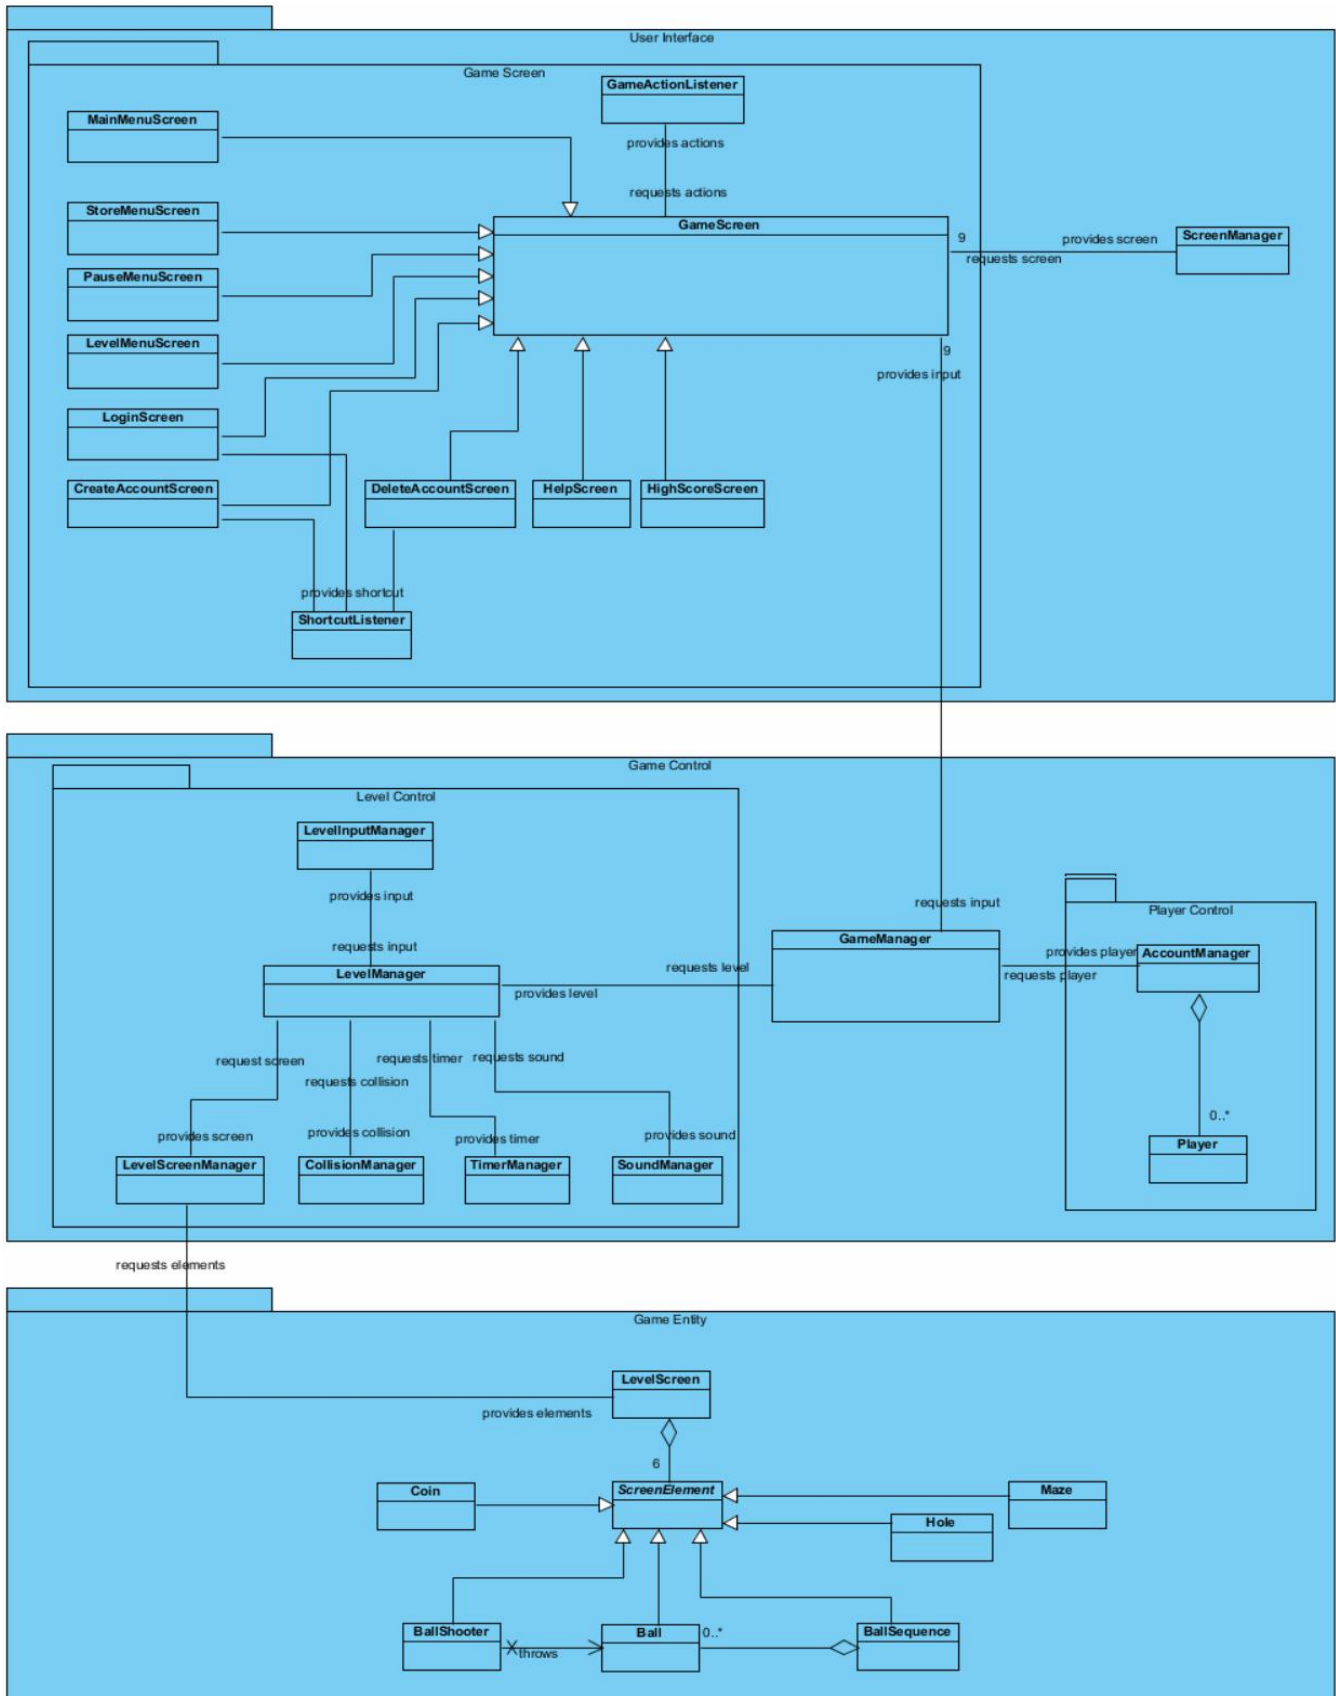 User Interface
Game Screen
GameActionListener
MainMenuScreen
provides actions
requests actions
StoreMenuScreen
GameScreen
9
provides screen
ScreenManager
requests screen
PauseMenuScreen
LevelMenuScreen
9
provides input
LoginScreen
CreateAccountScreen
DeleteAccountScreen
HelpScreen
HighScoreScreen
provides shortcut
ShortcutListener
Game Control
Level Control
LevelInputManager
provides input
requests input
Player Control
requests input
LevelManager
GameManager
provides player
AccountManager
requests level
requests player
provides level
request screen
requests timer
requests sound
requests collision
0..*
provides screen
provides collision
provides timer
provides sound
Player
LevelScreenManager
CollisionManager
TimerManager
SoundManager
requests elements
Game Entity
LevelScreen
provides elements
6
Coin
ScreenElement
Maze
Hole
BallShooter
Ball
0..*
BallSequence
throws